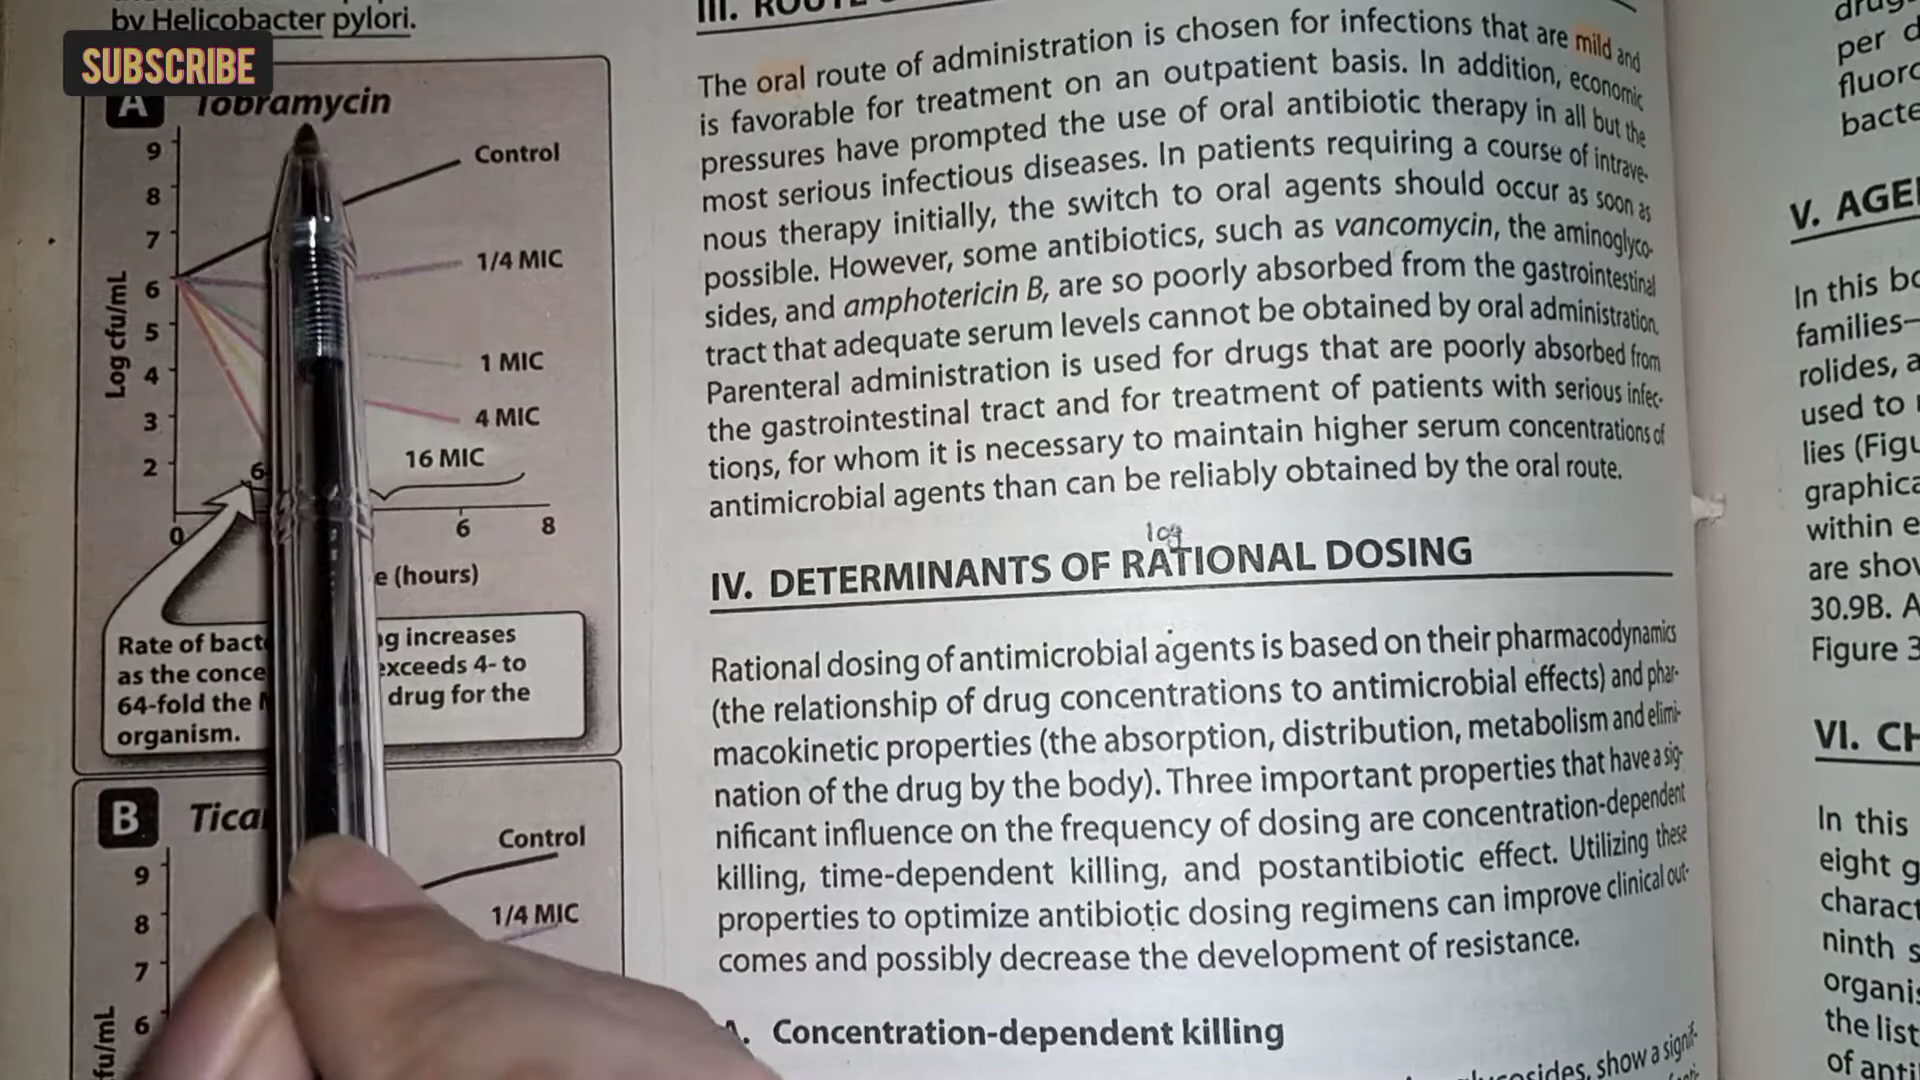 by Helicobacter pylori.
SUBSCRIBE
A Tobramycin
9
8
7
6
5
4
3
2
Log cfu/mL
Control
1/4 MIC
1 MIC
4 MIC
16 MIC
0
6
8
e (hours)
Rate of bact g increases
as the conce exceeds 4- to
64-fold the drug for the
organism.
B Tica
9
8
7
6
cfu/mL
Control
1/4 MIC
III.
The oral route of administration is chosen for infections that are mild and
is favorable for treatment on an outpatient basis. In addition, economic
pressures have prompted the use of oral antibiotic therapy in all but the
most serious infectious diseases. In patients requiring a course of intrave-
nous therapy initially, the switch to oral agents should occur as soon as
possible. However, some antibiotics, such as vancomycin, the aminoglyco-
sides, and amphotericin B, are so poorly absorbed from the gastrointestinal
tract that adequate serum levels cannot be obtained by oral administration.
Parenteral administration is used for drugs that are poorly absorbed from
the gastrointestinal tract and for treatment of patients with serious infec-
tions, for whom it is necessary to maintain higher serum concentrations of
antimicrobial agents than can be reliably obtained by the oral route.
log
IV. DETERMINANTS OF RATIONAL DOSING
Rational dosing of antimicrobial agents is based on their pharmacodynamics
(the relationship of drug concentrations to antimicrobial effects) and phar-
macokinetic properties (the absorption, distribution, metabolism and elimi-
nation of the drug by the body). Three important properties that have a sig-
nificant influence on the frequency of dosing are concentration-dependent
killing, time-dependent killing, and postantibiotic effect. Utilizing these
properties to optimize antibiotic dosing regimens can improve clinical out-
comes and possibly decrease the development of resistance.
A. Concentration-dependent killing
show a signif-
drug
per d
fluoro
bacte
V. AGE
In this bo
families—
rolides, a
used to
lies (Figu
graphica
within e
are shov
30.9B. A
Figure 3
VI. CH
In this
eight g
charact
ninth s
organis
the list
of anti